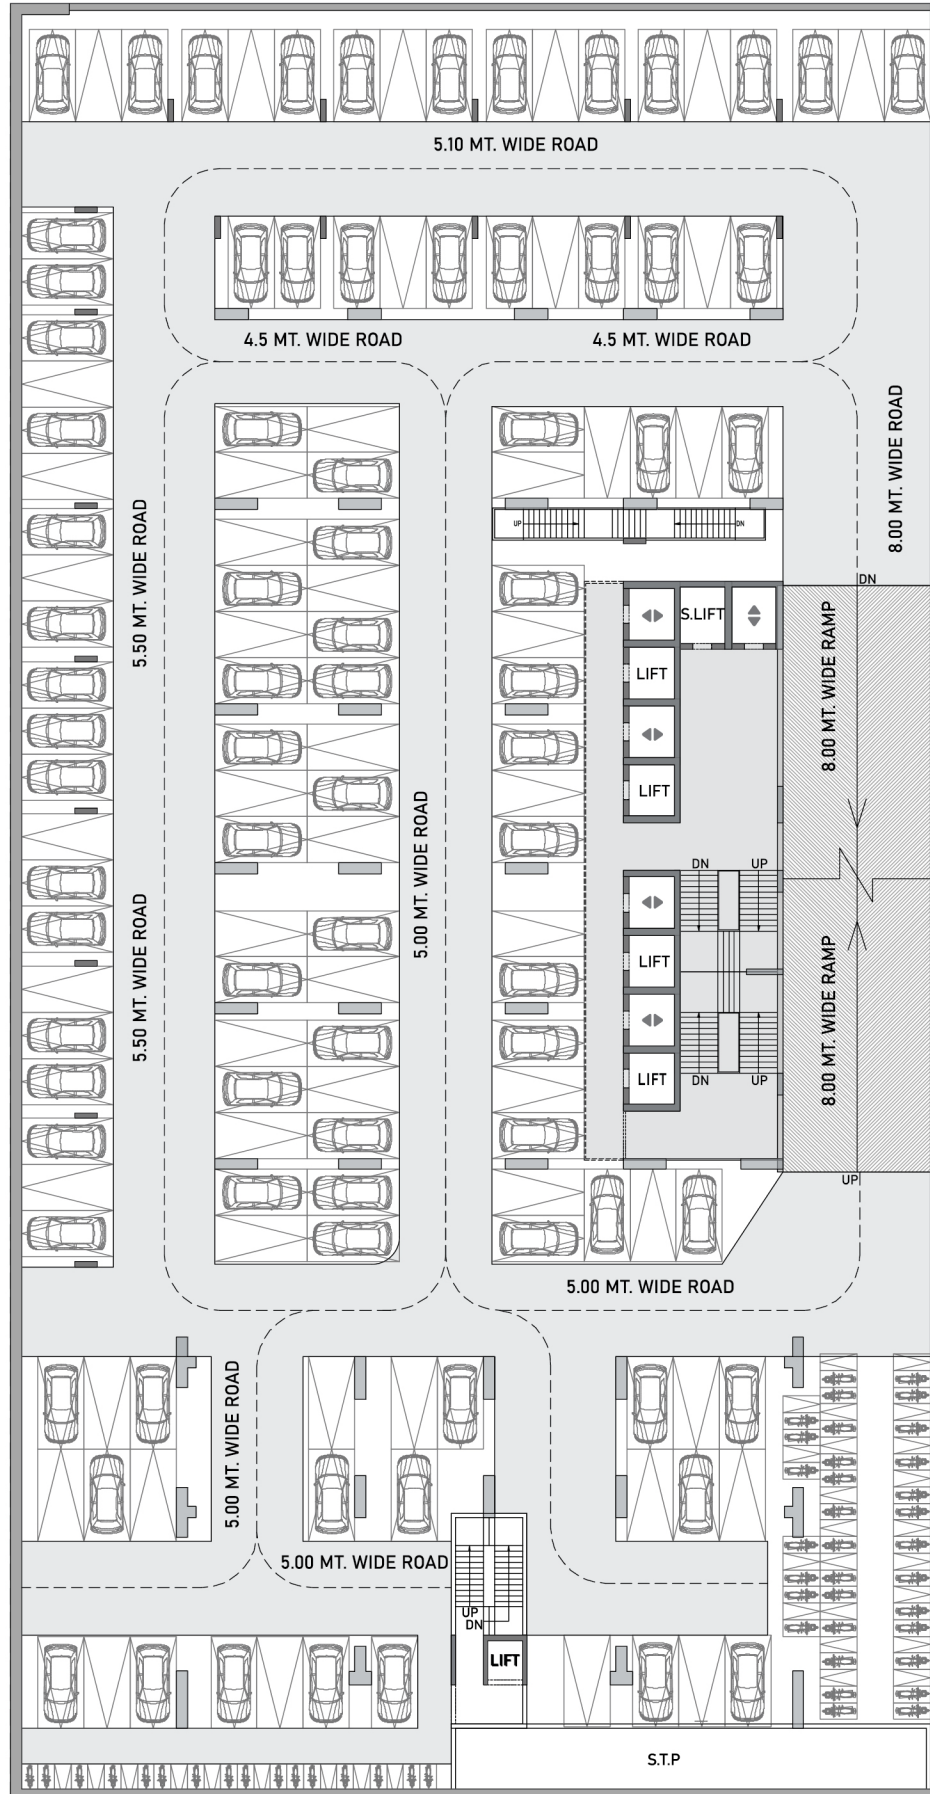 5.10 MT. WIDE ROAD
4.5 MT. WIDE ROAD
4.5 MT. WIDE ROAD
8.00 MT. WIDE ROAD
5.50 MT. WIDE ROAD
UP
DN
DN
S.LIFT
LIFT
8.00 MT. WIDE RAMP
LIFT
5.00 MT. WIDE ROAD
DN
UP
5.50 MT. WIDE ROAD
LIFT
8.00 MT. WIDE RAMP
LIFT
DN
UP
UP
5.00 MT. WIDE ROAD
5.00 MT. WIDE ROAD
5.00 MT. WIDE ROAD
UP
DN
LIFT
S.T.P